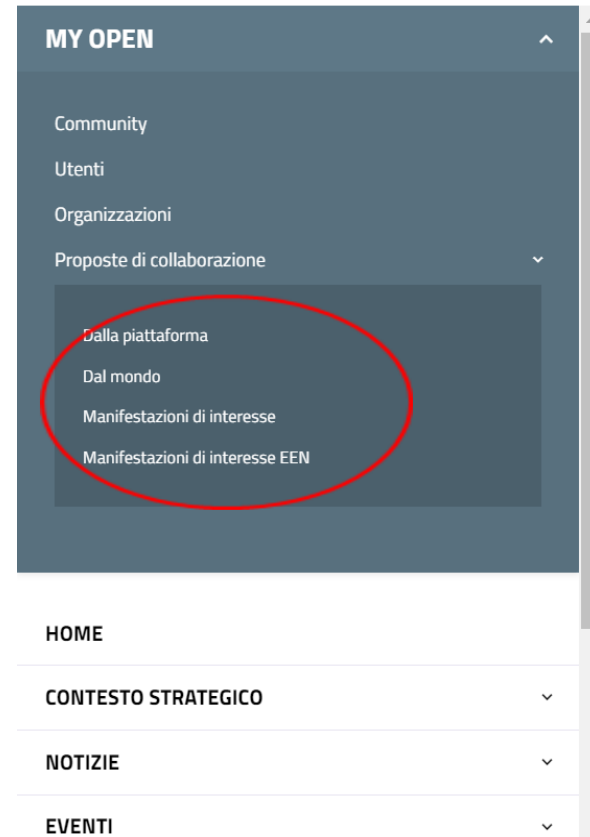 MY OPEN
Community
Utenti
Organizzazioni
Proposte di collaborazione
Dalla piattaforma
Dal mondo
Manifestazioni di interesse
Manifestazioni di interesse EEN
HOME
CONTESTO STRATEGICO
NOTIZIE
EVENTI